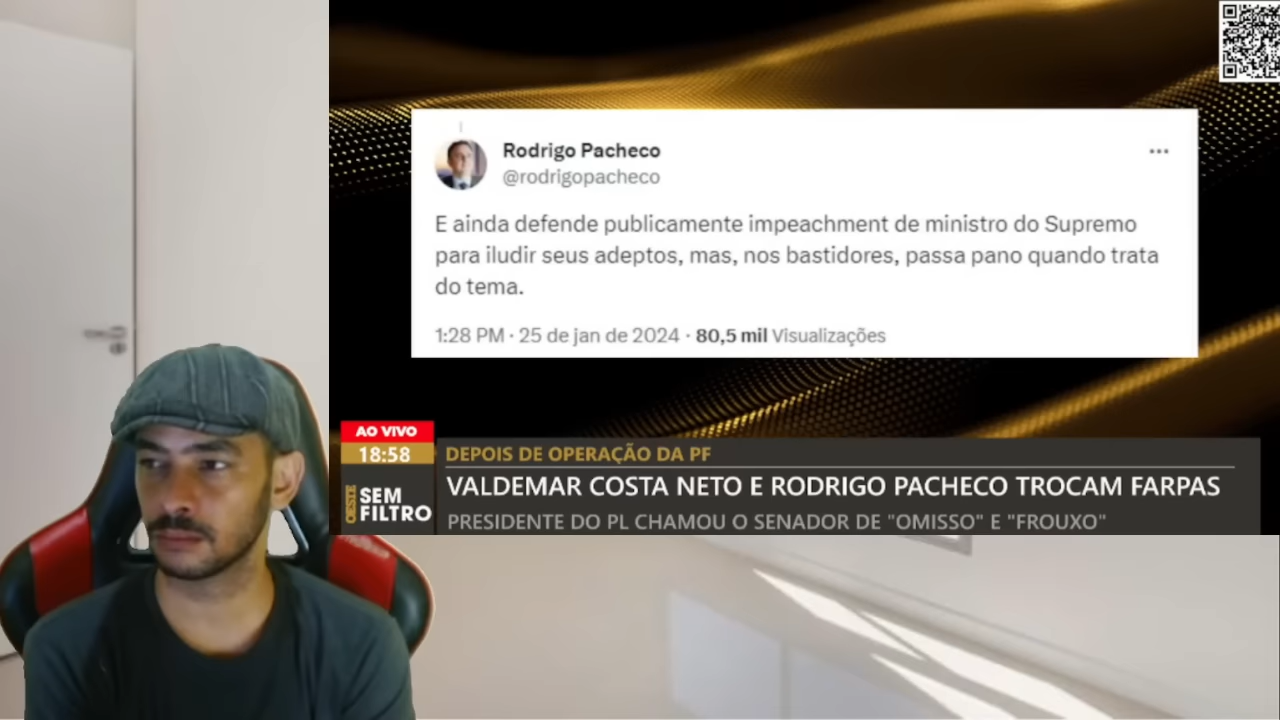 Rodrigo Pacheco
@rodrigopacheco
E ainda defende publicamente impeachment de ministro do Supremo
para iludir seus adeptos, mas, nos bastidores, passa pano quando trata
do tema.
1:28 PM · 25 de jan de 2024 · 80,5 mil Visualizações
AO VIVO
18:58
DEPOIS DE OPERAÇÃO DA PF
SEM
FILTRO
VALDEMAR COSTA NETO E RODRIGO PACHECO TROCAM FARPAS
PRESIDENTE DO PL CHAMOU O SENADOR DE "OMISSO" E "FROUXO"